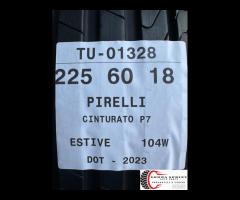 TU-01328
225 60 18
PIRELLI
CINTURATO P7
ESTIVE 104W
DOT - 2023